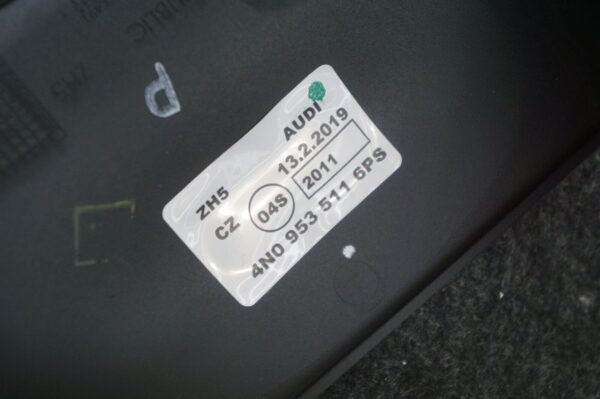 ZH5 AUDI
CZ 04S 13.2.2019
2011
4N0 953 511 6PS
P